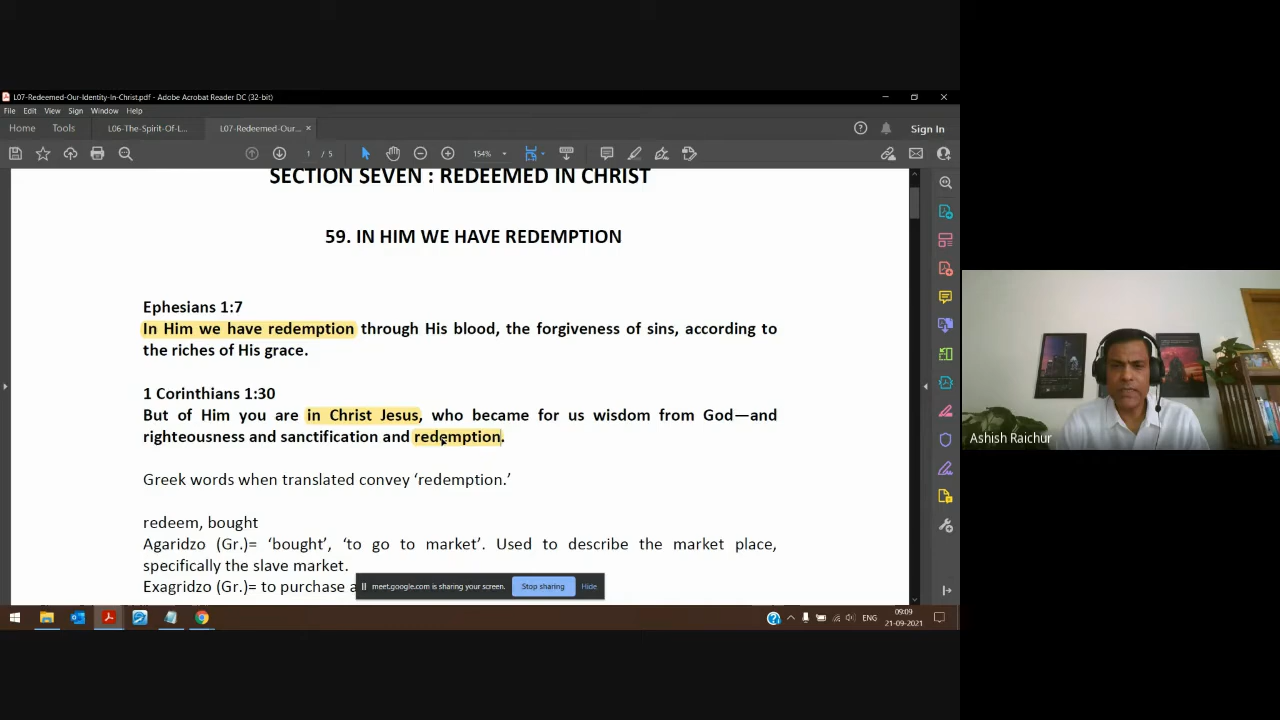 L07-Redeemed-Our-Identity-In-Christ.pdf - Adobe Acrobat Reader DC (32-bit)
File Edit View Sign Window Help
Home Tools L06-The-Spirit-Of-L... L07-Redeemed-Our... × Sign In
1 / 5 154%
SECTION SEVEN : REDEEMED IN CHRIST
59. IN HIM WE HAVE REDEMPTION
Ephesians 1:7
In Him we have redemption through His blood, the forgiveness of sins, according to
the riches of His grace.
1 Corinthians 1:30
But of Him you are in Christ Jesus, who became for us wisdom from God—and
righteousness and sanctification and redemption.
Greek words when translated convey ‘redemption.’
redeem, bought
Agaridzo (Gr.)= ‘bought’, ‘to go to market’. Used to describe the market place,
specifically the slave market.
Exagridzo (Gr.)= to purchase a
meet.google.com is sharing your screen. Stop sharing Hide
Ashish Raichur
ENG
09:09
21-09-2021